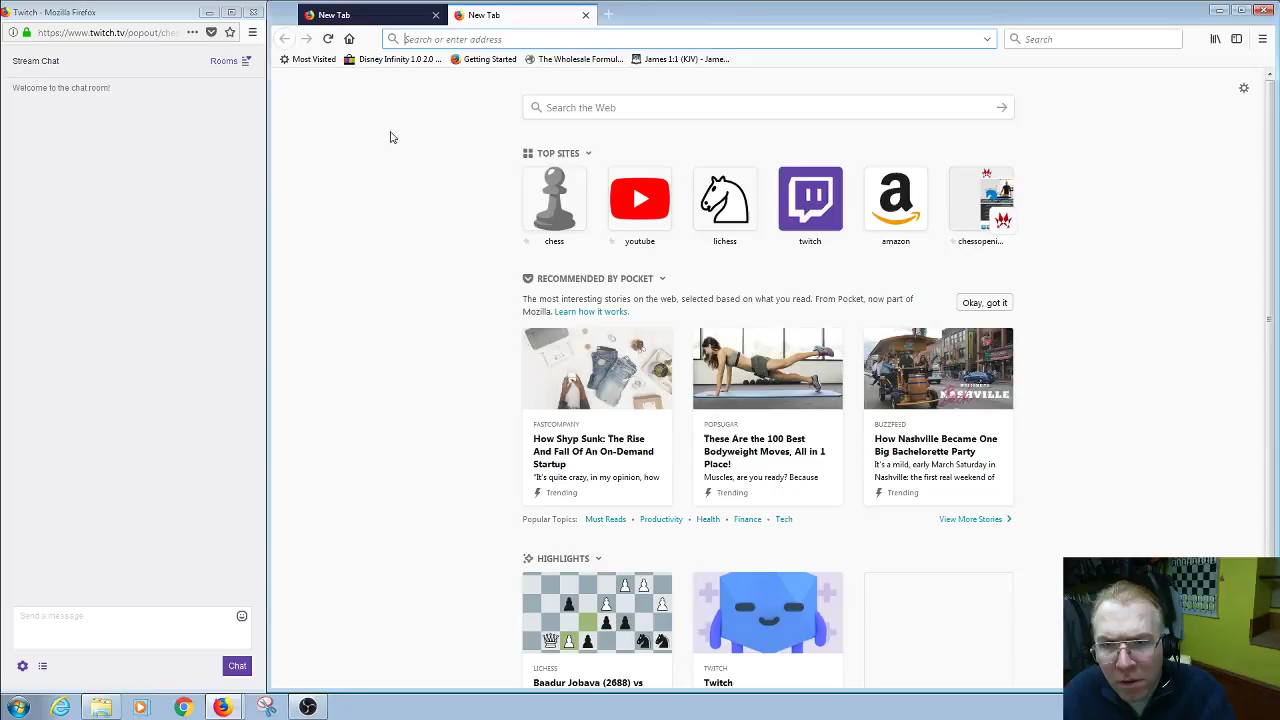 Twitch - Mozilla Firefox
https://www.twitch.tv/popout/ches
Stream Chat
Rooms
Welcome to the chat room!
Send a message
Chat
New Tab
New Tab
Search or enter address
Search
Most Visited
Disney Infinity 1.0 2.0 ...
Getting Started
The Wholesale Formul...
James 1:1 (KJV) - Jame...
Search the Web
TOP SITES
chess
youtube
lichess
twitch
amazon
chessopeni...
RECOMMENDED BY POCKET
The most interesting stories on the web, selected based on what you read. From Pocket, now part of
Mozilla. Learn how it works.
Okay, got it
FASTCOMPANY
How Shyp Sunk: The Rise
And Fall Of An On-Demand
Startup
"It's quite crazy, in my opinion, how
Trending
POPSUGAR
These Are the 100 Best
Bodyweight Moves, All in 1
Place!
Muscles, are you ready? Because
Trending
WELCOME TO
NASHVILLE
BUZZFEED
How Nashville Became One
Big Bachelorette Party
It's a mild, early March Saturday in
Nashville: the first real weekend of
Trending
Popular Topics: Must Reads • Productivity • Health • Finance • Tech
View More Stories
HIGHLIGHTS
LICHESS
Baadur Jobava (2688) vs
TWITCH
Twitch